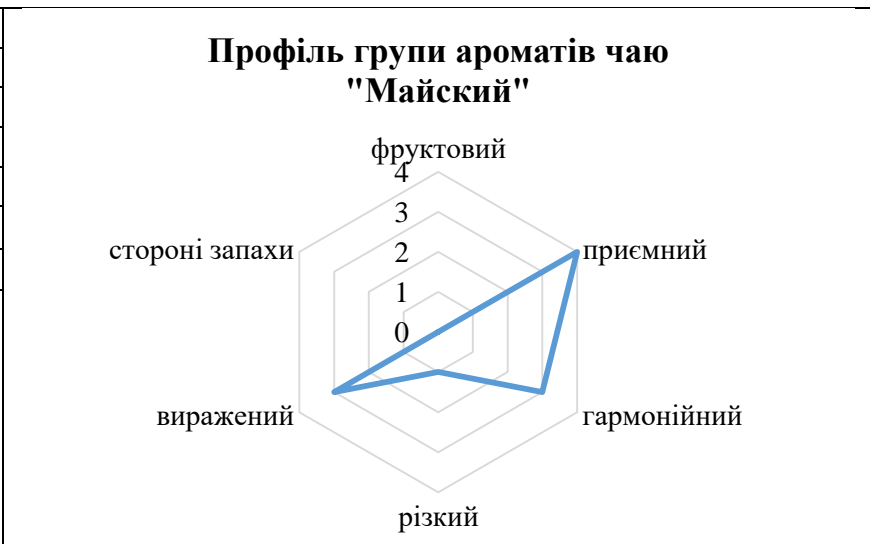 Профіль групи ароматів чаю
"Майский"
фруктовий
4
3
стороні запахи
приємний
2
1
0
виражений
гармонійний
різкий